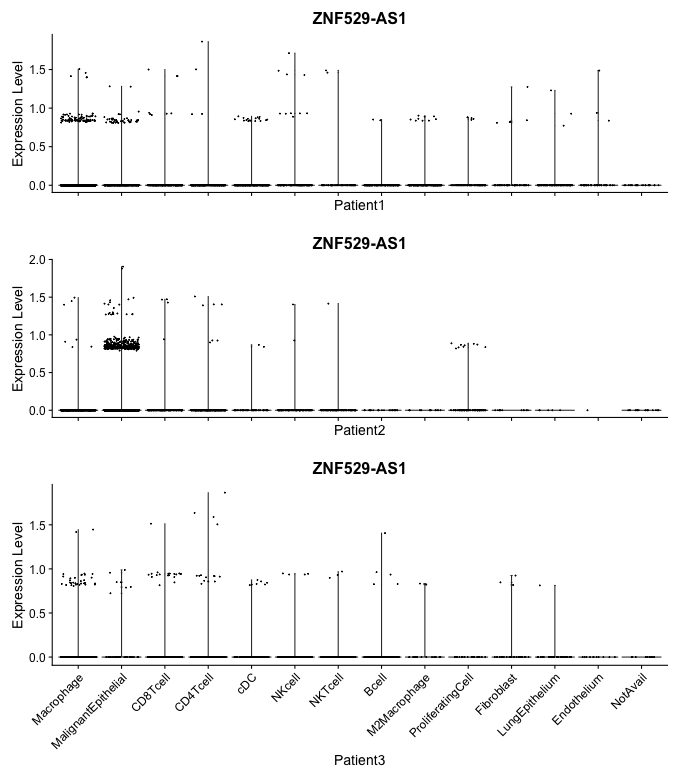 ZNF529-AS1
Expression Level
1.5
1.0
0.5
0.0
Patient1
ZNF529-AS1
Expression Level
2.0
1.5
1.0
0.5
0.0
Patient2
ZNF529-AS1
Expression Level
1.5
1.0
0.5
0.0
Macrophage
MalignantEpithelial
CD8Tcell
CD4Tcell
cDC
NKcell
NKTcell
Bcell
M2Macrophage
ProliferatingCell
Fibroblast
LungEpithelium
Endothelium
NotAvail
Patient3